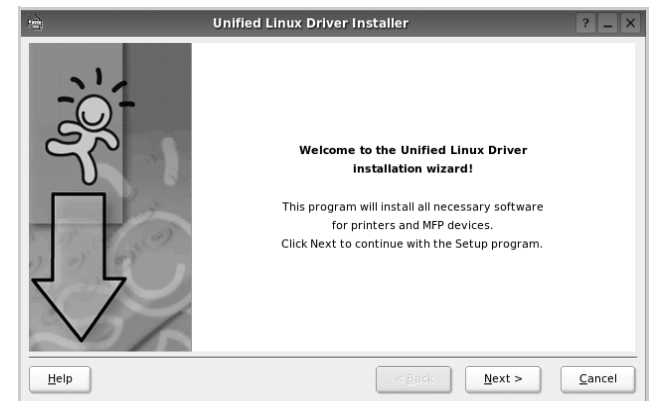 Unified Linux Driver Installer
Welcome to the Unified Linux Driver
installation wizard!
This program will install all necessary software
for printers and MFP devices.
Click Next to continue with the Setup program.
Help
< Back
Next >
Cancel